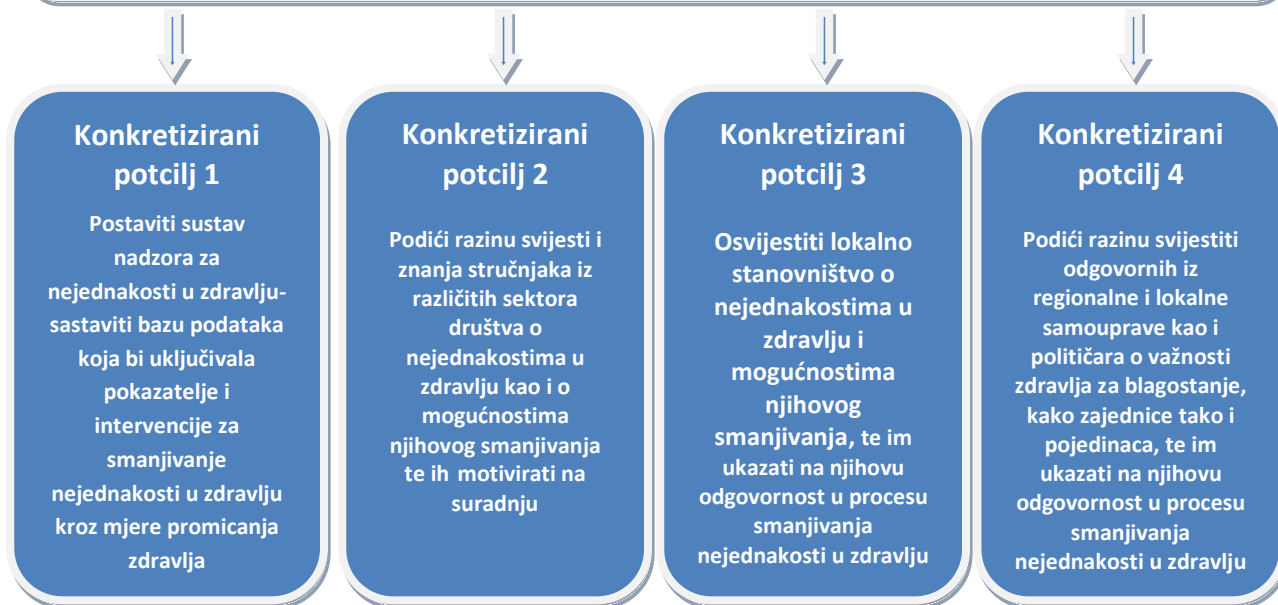 Konkretizirani
potcilj 1
Postaviti sustav
nadzora za
nejednakosti u zdravlju-
sastaviti bazu podataka
koja bi uključivala
pokazatelje i
intervencije za
smanjivanje
nejednakosti u zdravlju
kroz mjere promicanja
zdravlja
Konkretizirani
potcilj 2
Podići razinu svijesti i
znanja stručnjaka iz
različitih sektora
društva o
nejednakostima u
zdravlju kao i o
mogućnostima
njihovog smanjivanja
te ih motivirati na
suradnju
Konkretizirani
potcilj 3
Osvijestiti lokalno
stanovništvo o
nejednakostima u
zdravlju i
mogućnostima
njihovog
smanjivanja, te im
ukazati na njihovu
odgovornost u procesu
smanjivanja
nejednakosti u zdravlju
Konkretizirani
potcilj 4
Podići razinu svijestiti
odgovornih iz
regionalne i lokalne
samouprave kao i
političara o važnosti
zdravlja za blagostanje,
kako zajednice tako i
pojedinaca, te im
ukazati na njihovu
odgovornost u procesu
smanjivanja
nejednakosti u zdravlju